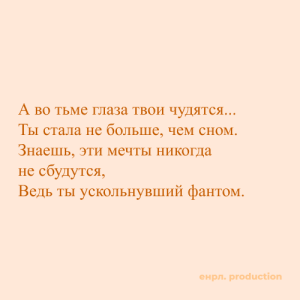 А во тьме глаза твои чудятся...
Ты стала не больше, чем сном.
Знаешь, эти мечты никогда
не сбудутся,
Ведь ты ускользнувший фантом.
енрл. production